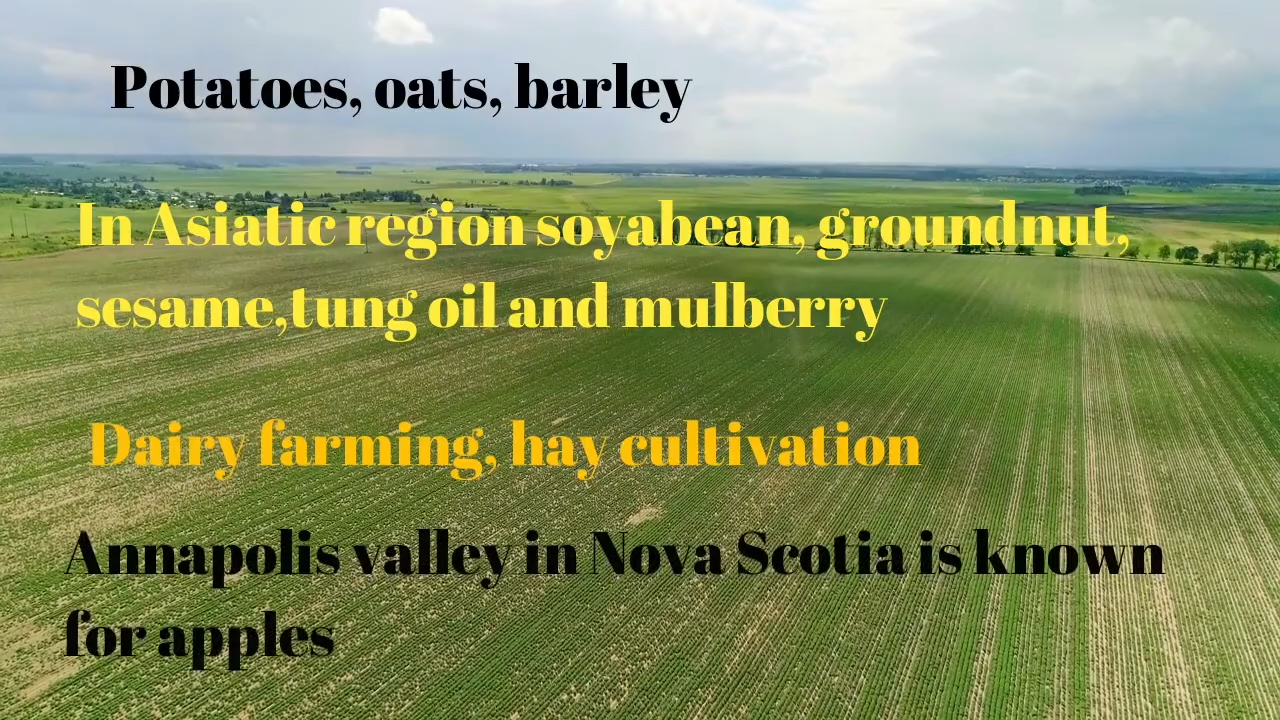 Potatoes, oats, barley
In Asiatic region soyabean, groundnut,
sesame,tung oil and mulberry
Dairy farming, hay cultivation
Annapolis valley in Nova Scotia is known
for apples